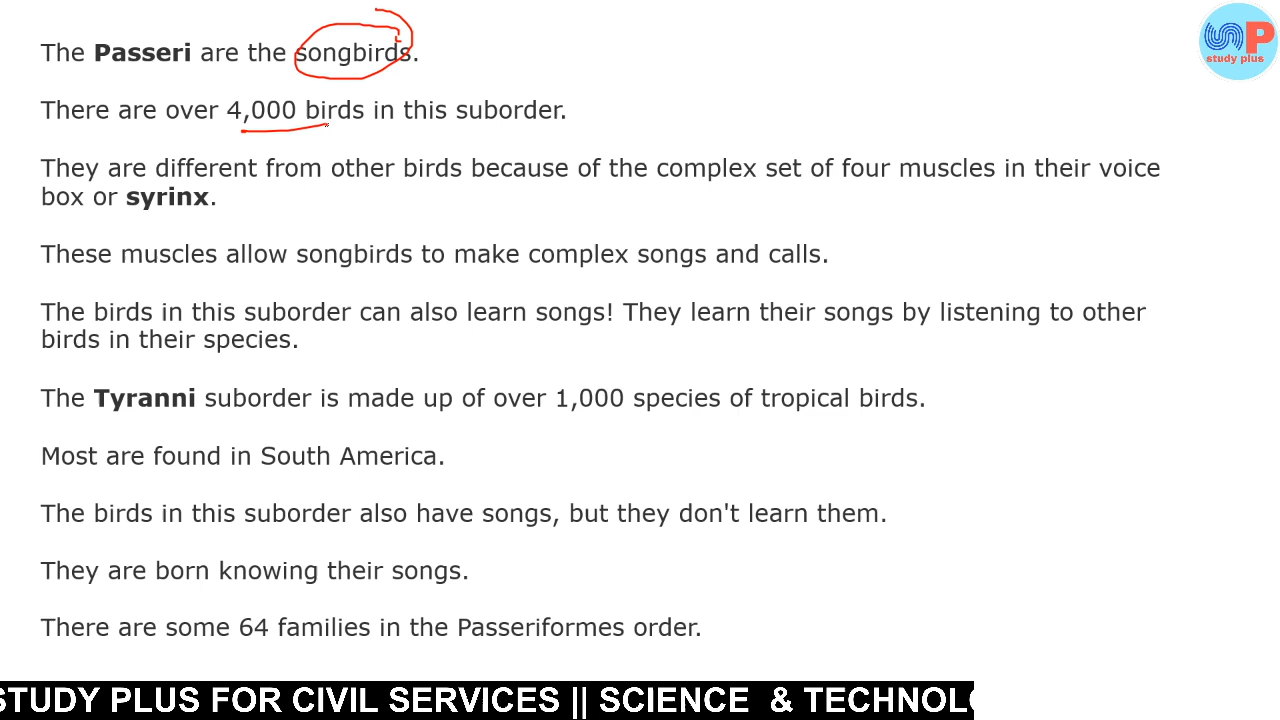 The Passeri are the songbirds.
There are over 4,000 birds in this suborder.
They are different from other birds because of the complex set of four muscles in their voice
box or syrinx.
These muscles allow songbirds to make complex songs and calls.
The birds in this suborder can also learn songs! They learn their songs by listening to other
birds in their species.
The Tyranni suborder is made up of over 1,000 species of tropical birds.
Most are found in South America.
The birds in this suborder also have songs, but they don't learn them.
They are born knowing their songs.
There are some 64 families in the Passeriformes order.
SP
study plus
STUDY PLUS FOR CIVIL SERVICES || SCIENCE & TECHNOLO